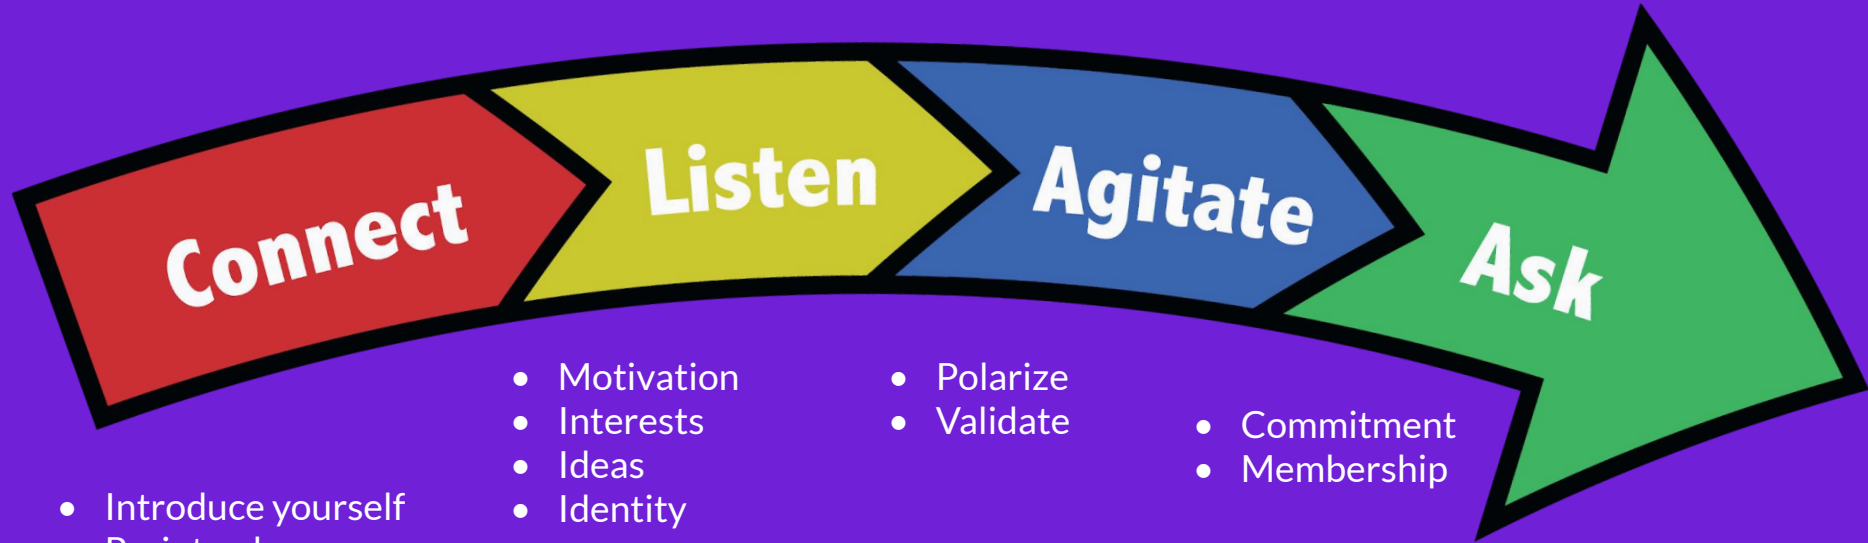 Connect
Listen
Agitate
Ask
• Introduce yourself
• Motivation
• Interests
• Ideas
• Identity
• Polarize
• Validate
• Commitment
• Membership